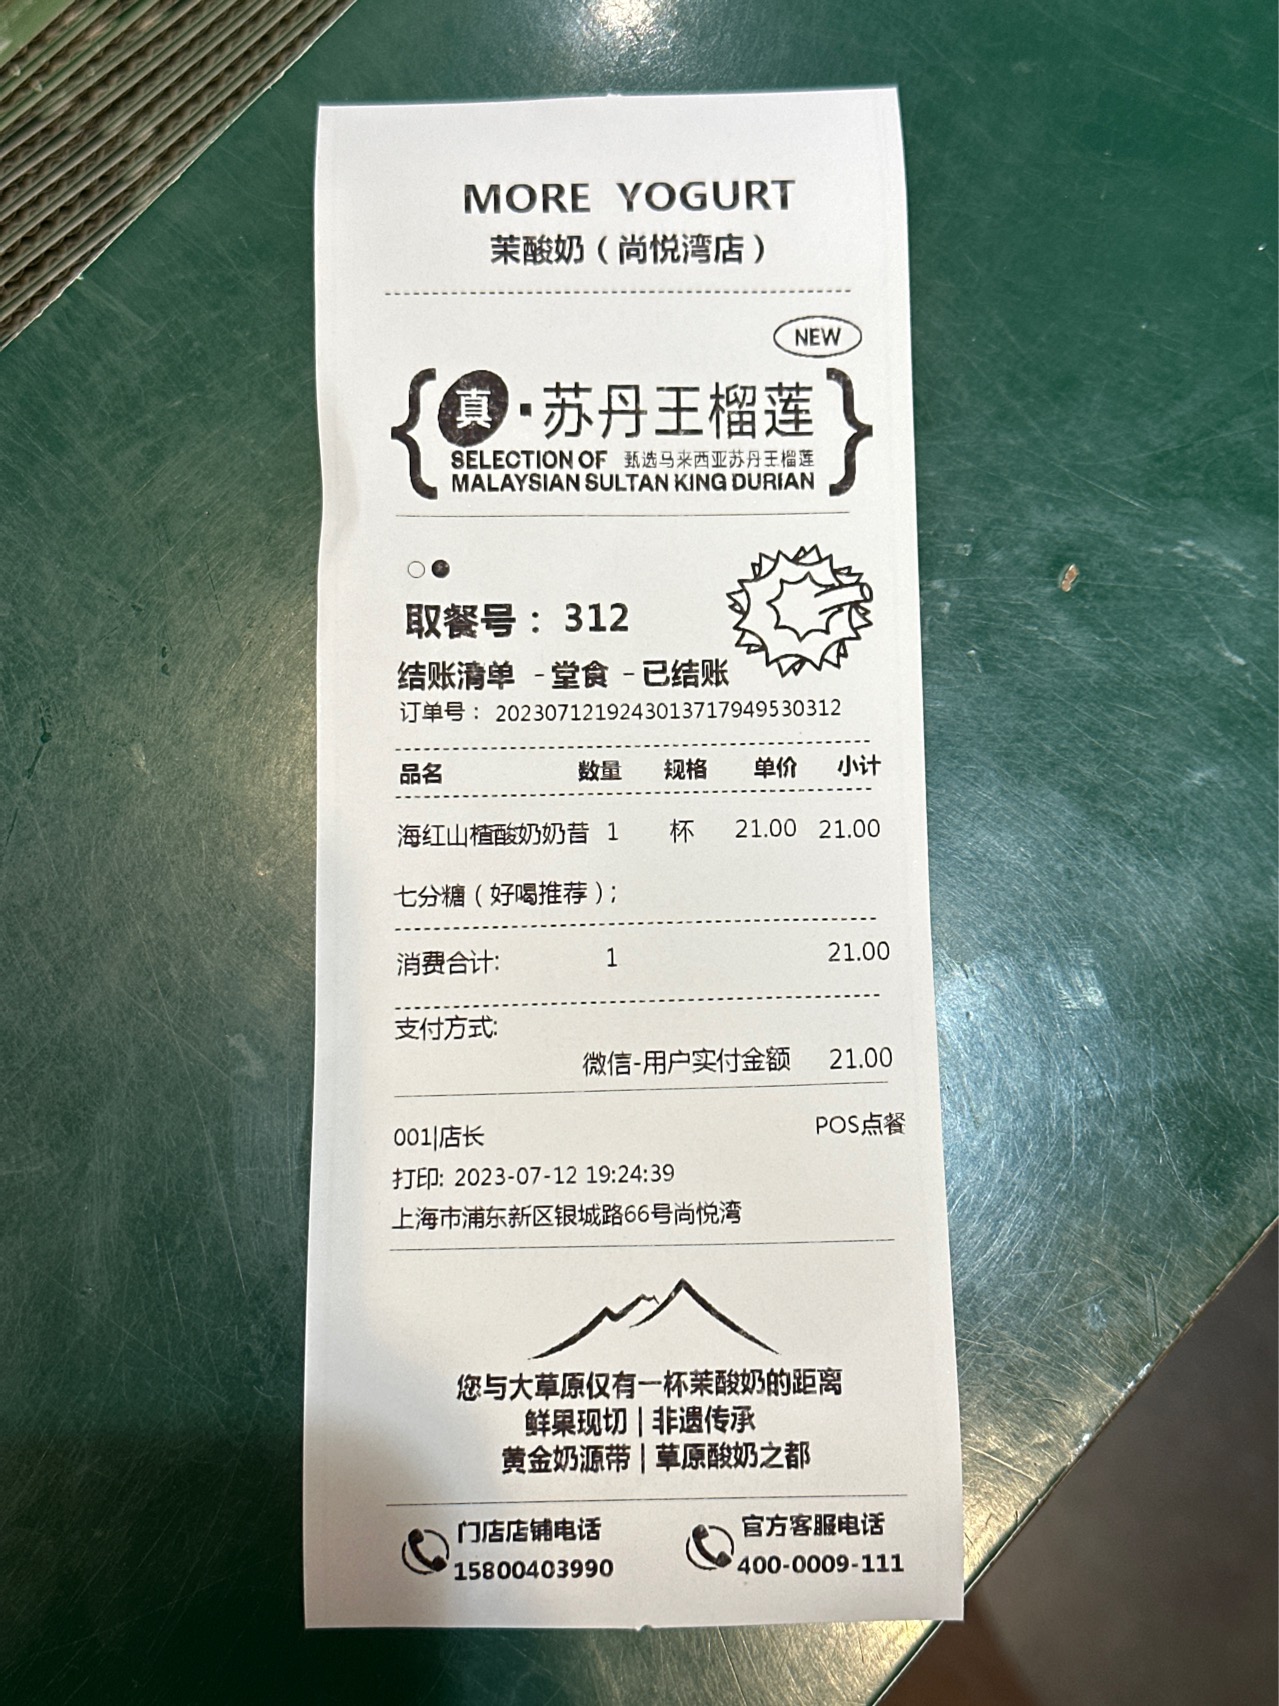 MORE YOGURT
茉酸奶（尚悦湾店）
NEW
真·苏丹王榴莲
SELECTION OF 甄选马来西亚苏丹王榴莲
MALAYSIAN SULTAN KING DURIAN
取餐号：312
结账清单 -堂食 -已结账
订单号：2023071219243013717949530312
品名 数量 规格 单价 小计
海红山楂酸奶奶昔 1 杯 21.00 21.00
七分糖（好喝推荐）;
消费合计: 1 21.00
支付方式:
微信-用户实付金额 21.00
001|店长 POS点餐
打印: 2023-07-12 19:24:39
上海市浦东新区银城路66号尚悦湾
您与大草原仅有一杯茉酸奶的距离
鲜果现切 | 非遗传承
黄金奶源带 | 草原酸奶之都
门店店铺电话 官方客服电话
15800403990 400-0009-111